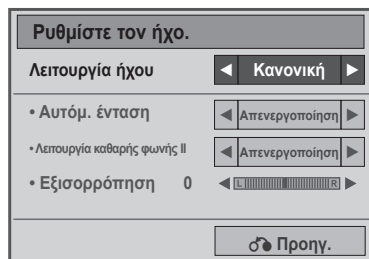 Ρυθμίστε τον ήχο.
Λειτουργία ήχου ◀ Κανονική ▶
• Αυτόμ. ένταση ◀ Απενεργοποίηση ▶
• Λειτουργία καθαρής φωνής II ◀ Απενεργοποίηση ▶
• Εξισορρόπηση 0 ◀ L R ▶
Προηγ.